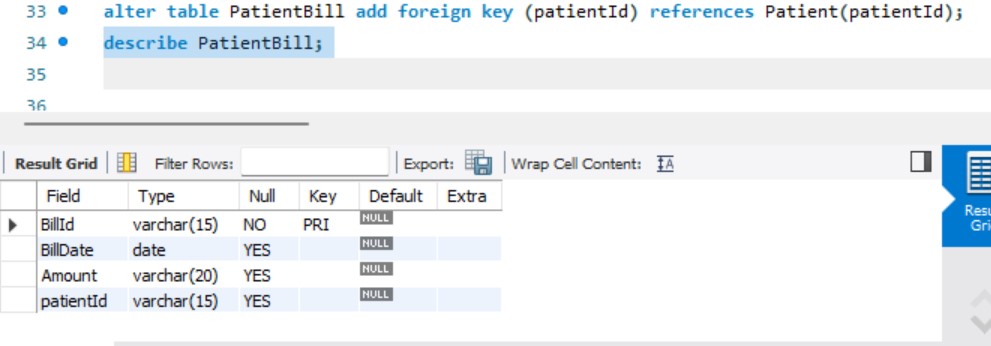 33 alter table PatientBill add foreign key (patientId) references Patient(patientId);
34 describe PatientBill;
35
36
Result Grid Filter Rows: Export: Wrap Cell Content:
Field Type Null Key Default Extra
BillId varchar(15) NO PRI NULL
BillDate date YES NULL
Amount varchar(20) YES NULL
patientId varchar(15) YES NULL